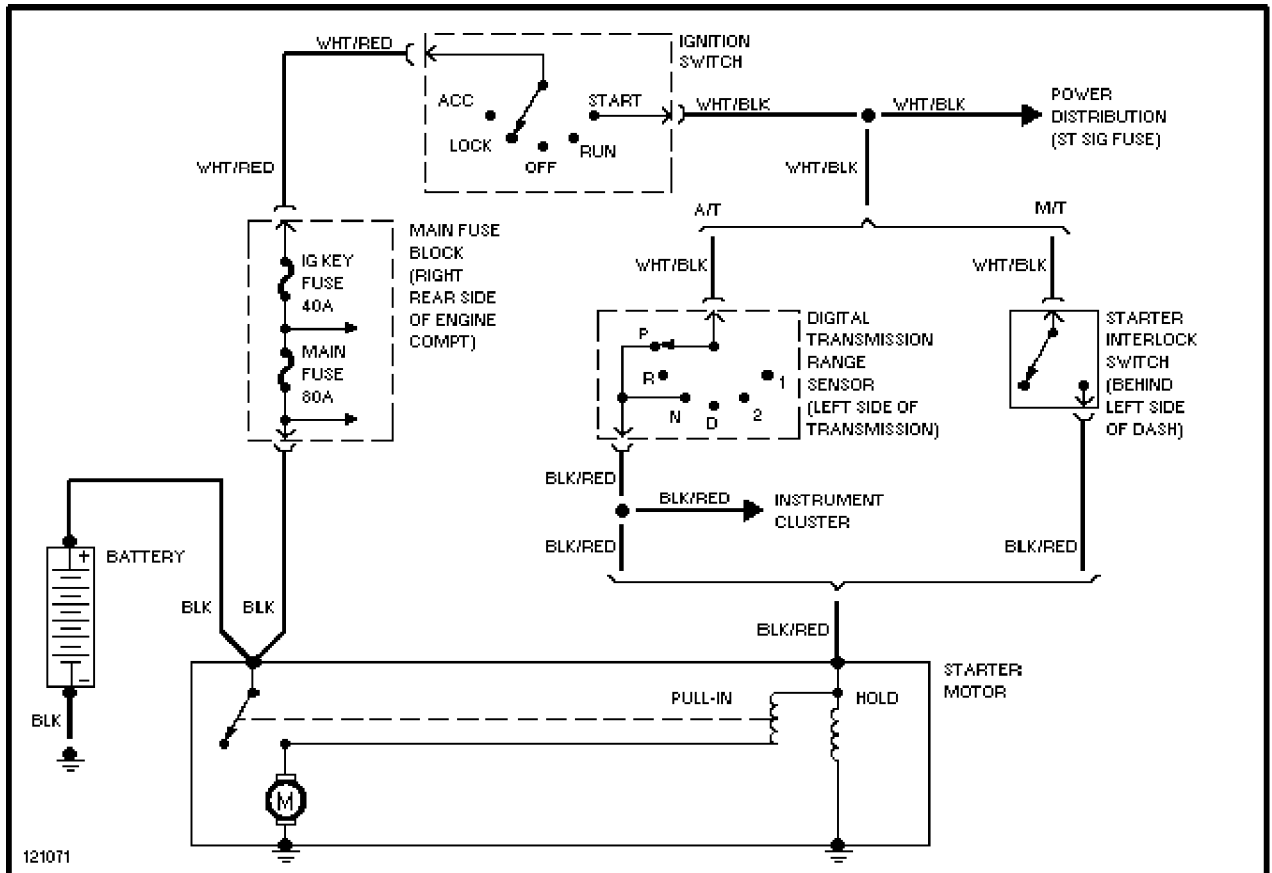 WHT/RED
IGNITION
SWITCH
ACC
START
LOCK
OFF
RUN
WHT/BLK
WHT/BLK
POWER
DISTRIBUTION
(ST SIG FUSE)
WHT/RED
WHT/BLK
A/T
M/T
MAIN FUSE
BLOCK
(RIGHT
REAR SIDE
OF ENGINE
COMPT)
IG KEY
FUSE
40A
MAIN
FUSE
80A
WHT/BLK
WHT/BLK
P
R
N
D
2
1
DIGITAL
TRANSMISSION
RANGE
SENSOR
(LEFT SIDE OF
TRANSMISSION)
STARTER
INTERLOCK
SWITCH
(BEHIND
LEFT SIDE
OF DASH)
BLK/RED
BLK/RED
INSTRUMENT
CLUSTER
BLK/RED
BLK/RED
+
BATTERY
-
BLK
BLK
BLK
BLK/RED
STARTER
MOTOR
PULL-IN
HOLD
M
121071